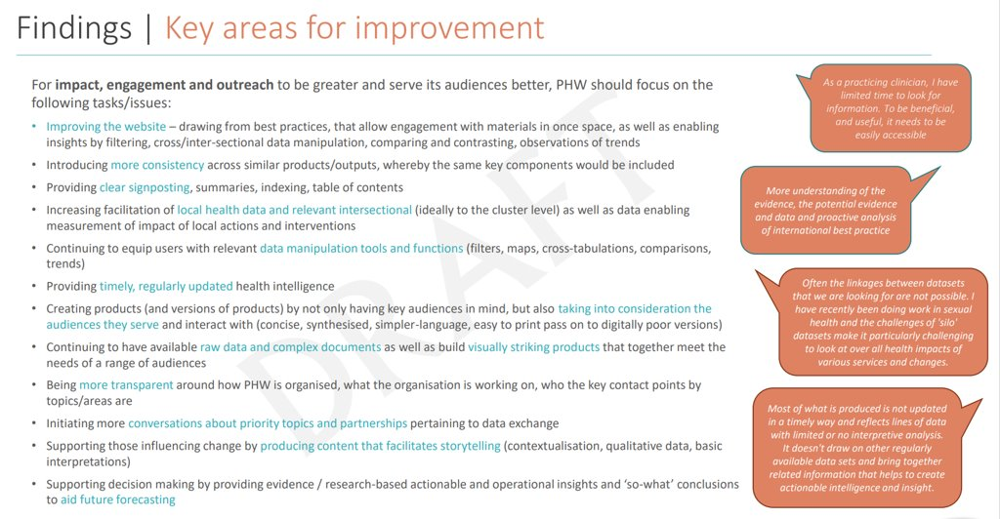 Findings | Key areas for improvement
For impact, engagement and outreach to be greater and serve its audiences better, PHW should focus on the
following tasks/issues:
• Improving the website – drawing from best practices, that allow engagement with materials in once space, as well as enabling
insights by filtering, cross/inter-sectional data manipulation, comparing and contrasting, observations of trends
• Introducing more consistency across similar products/outputs, whereby the same key components would be included
• Providing clear signposting, summaries, indexing, table of contents
• Increasing facilitation of local health data and relevant intersectional (ideally to the cluster level) as well as data enabling
measurement of impact of local actions and interventions
• Continuing to equip users with relevant data manipulation tools and functions (filters, maps, cross-tabulations, comparisons,
trends)
• Providing timely, regularly updated health intelligence
• Creating products (and versions of products) by not only having key audiences in mind, but also taking into consideration the
audiences they serve and interact with (concise, synthesised, simpler-language, easy to print pass on to digitally poor versions)
• Continuing to have available raw data and complex documents as well as build visually striking products that together meet the
needs of a range of audiences
• Being more transparent around how PHW is organised, what the organisation is working on, who the key contact points by
topics/areas are
• Initiating more conversations about priority topics and partnerships pertaining to data exchange
• Supporting those influencing change by producing content that facilitates storytelling (contextualisation, qualitative data, basic
interpretations)
• Supporting decision making by providing evidence / research-based actionable and operational insights and ‘so-what’ conclusions
to aid future forecasting
As a practicing clinician, I have
limited time to look for
information. To be beneficial,
and useful, it needs to be
easily accessible
More understanding of the
evidence, the potential evidence
and data and proactive analysis
of international best practice
Often the linkages between datasets
that we are looking for are not possible. I
have recently been doing work in sexual
health and the challenges of 'silo'
datasets make it particularly challenging
to look at over all health impacts of
various services and changes.
Most of what is produced is not updated
in a timely way and reflects lines of data
with limited or no interpretive analysis.
It doesn't draw on other regularly
available data sets and bring together
related information that helps to create
actionable intelligence and insight.
DRAFT